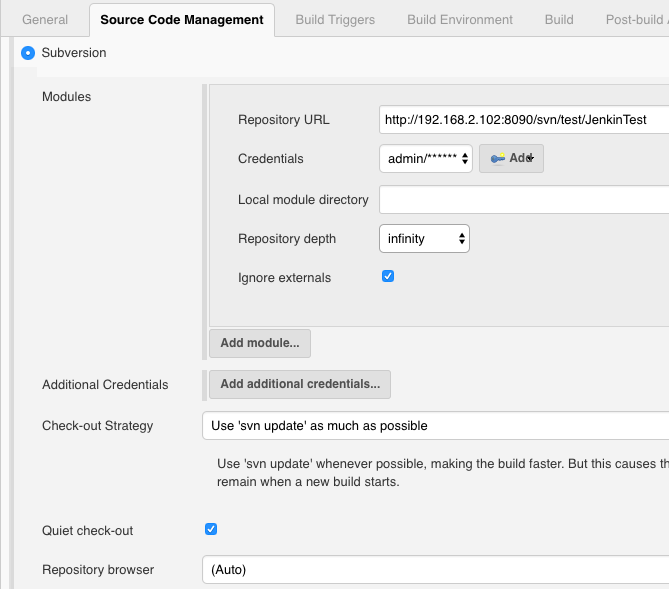 General Source Code Management Build Triggers Build Environment Build Post-build
Subversion
Modules
Repository URL http://192.168.2.102:8090/svn/test/JenkinTest
Credentials admin/****** Add
Local module directory
Repository depth infinity
Ignore externals
Add module...
Additional Credentials Add additional credentials...
Check-out Strategy Use 'svn update' as much as possible
Use 'svn update' whenever possible, making the build faster. But this causes
remain when a new build starts.
Quiet check-out
Repository browser (Auto)